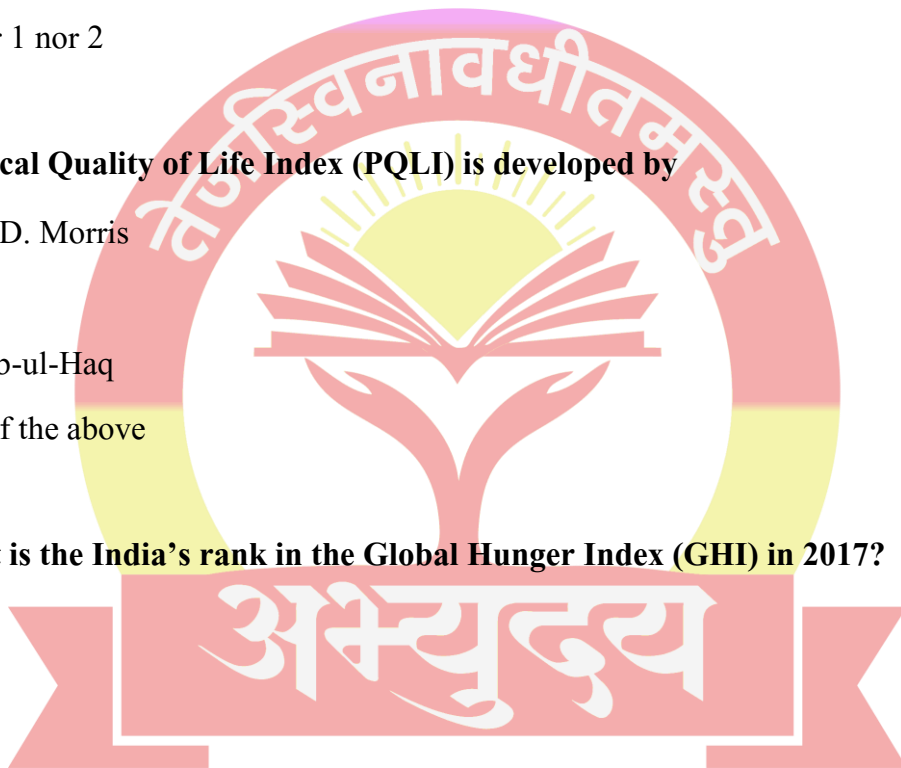 r 1 nor 2
तेजस्विनावधीतमस्तु
cal Quality of Life Index (PQLI) is developed by
D. Morris
b-ul-Haq
f the above
t is the India’s rank in the Global Hunger Index (GHI) in 2017?
अभ्युदय